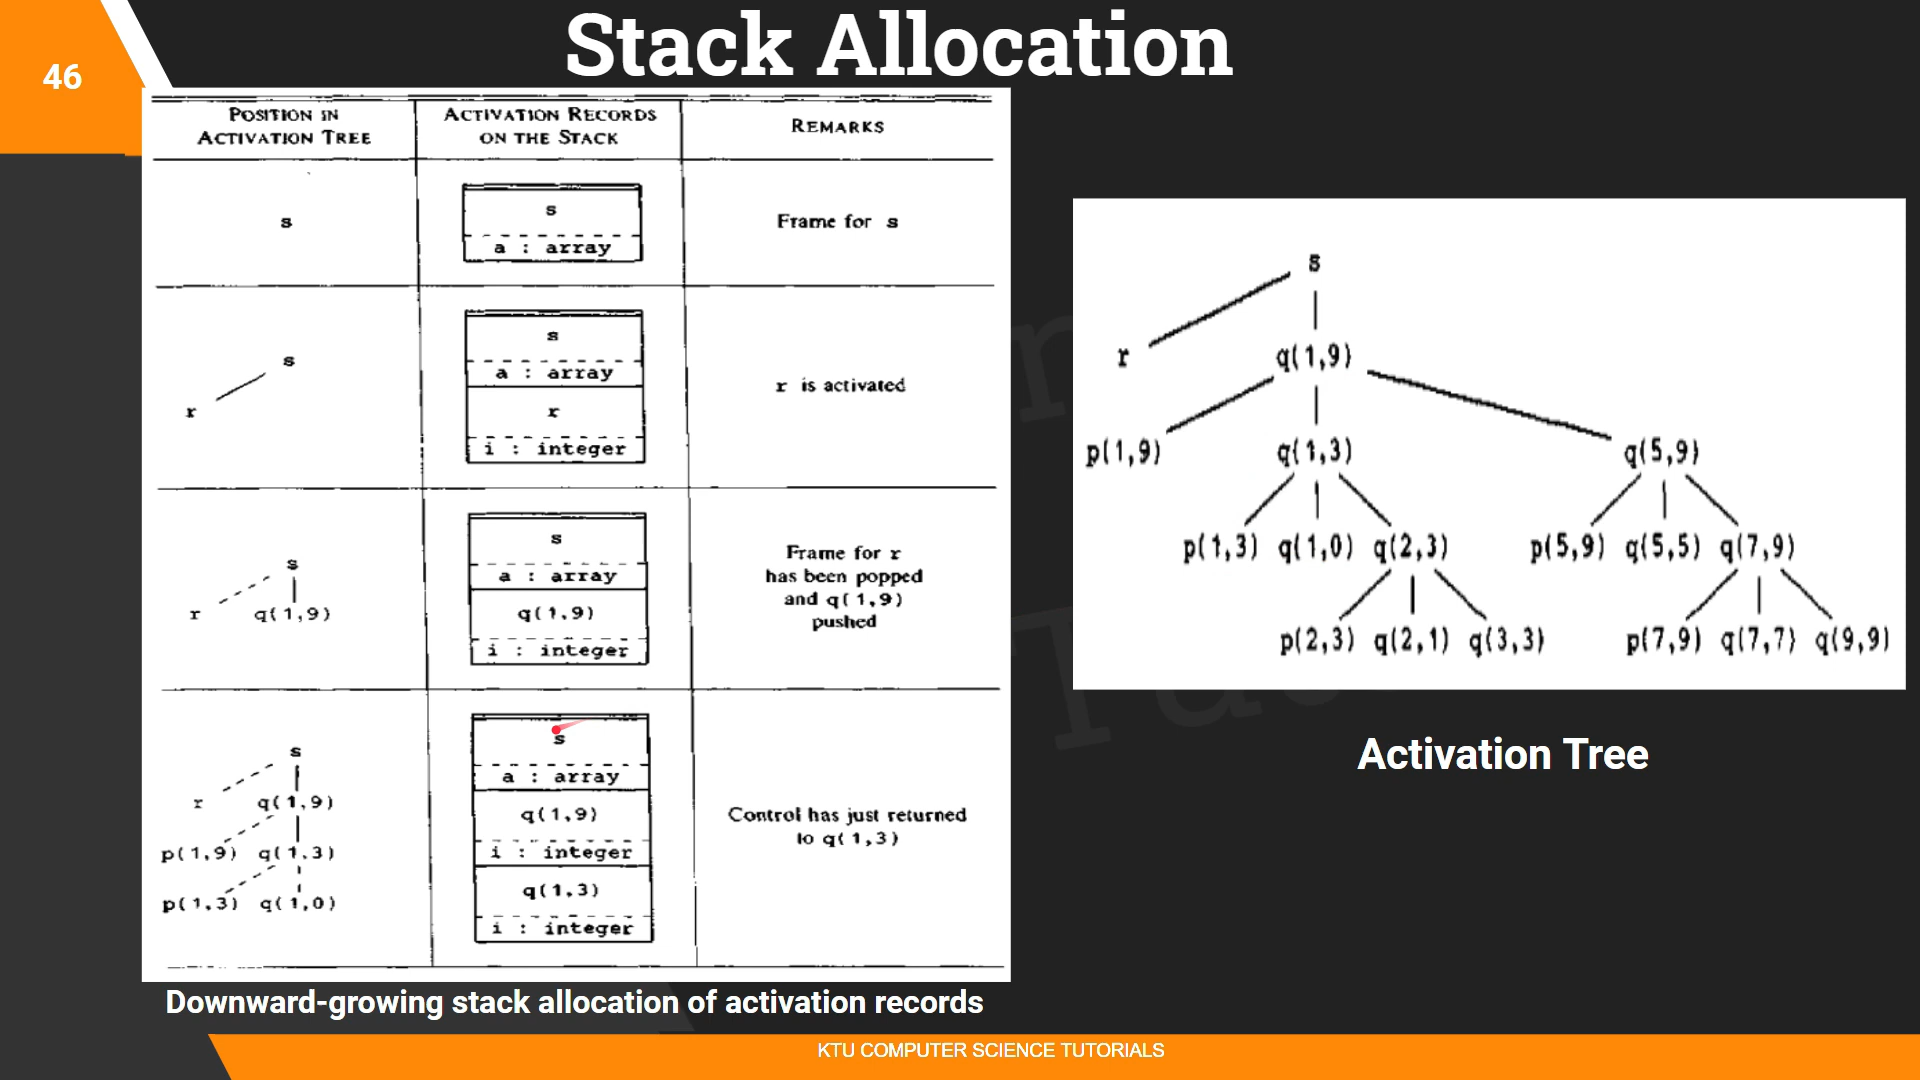 46
Stack Allocation
POSITION IN
ACTIVATION TREE
ACTIVATION RECORDS
ON THE STACK
REMARKS
s
s
a : array
Frame for s
s
r
s
a : array
r
i : integer
r is activated
s
r q(1,9)
s
a : array
q(1,9)
i : integer
Frame for r
has been popped
and q(1,9)
pushed
s
r q(1,9)
p(1,9) q(1,3)
p(1,3) q(1,0)
s
a : array
q(1,9)
i : integer
q(1,3)
i : integer
Control has just returned
to q(1,3)
Downward-growing stack allocation of activation records
s
r q(1,9)
p(1,9) q(1,3) q(5,9)
p(1,3) q(1,0) q(2,3) p(5,9) q(5,5) q(7,9)
p(2,3) q(2,1) q(3,3) p(7,9) q(7,7) q(9,9)
Activation Tree
KTU COMPUTER SCIENCE TUTORIALS